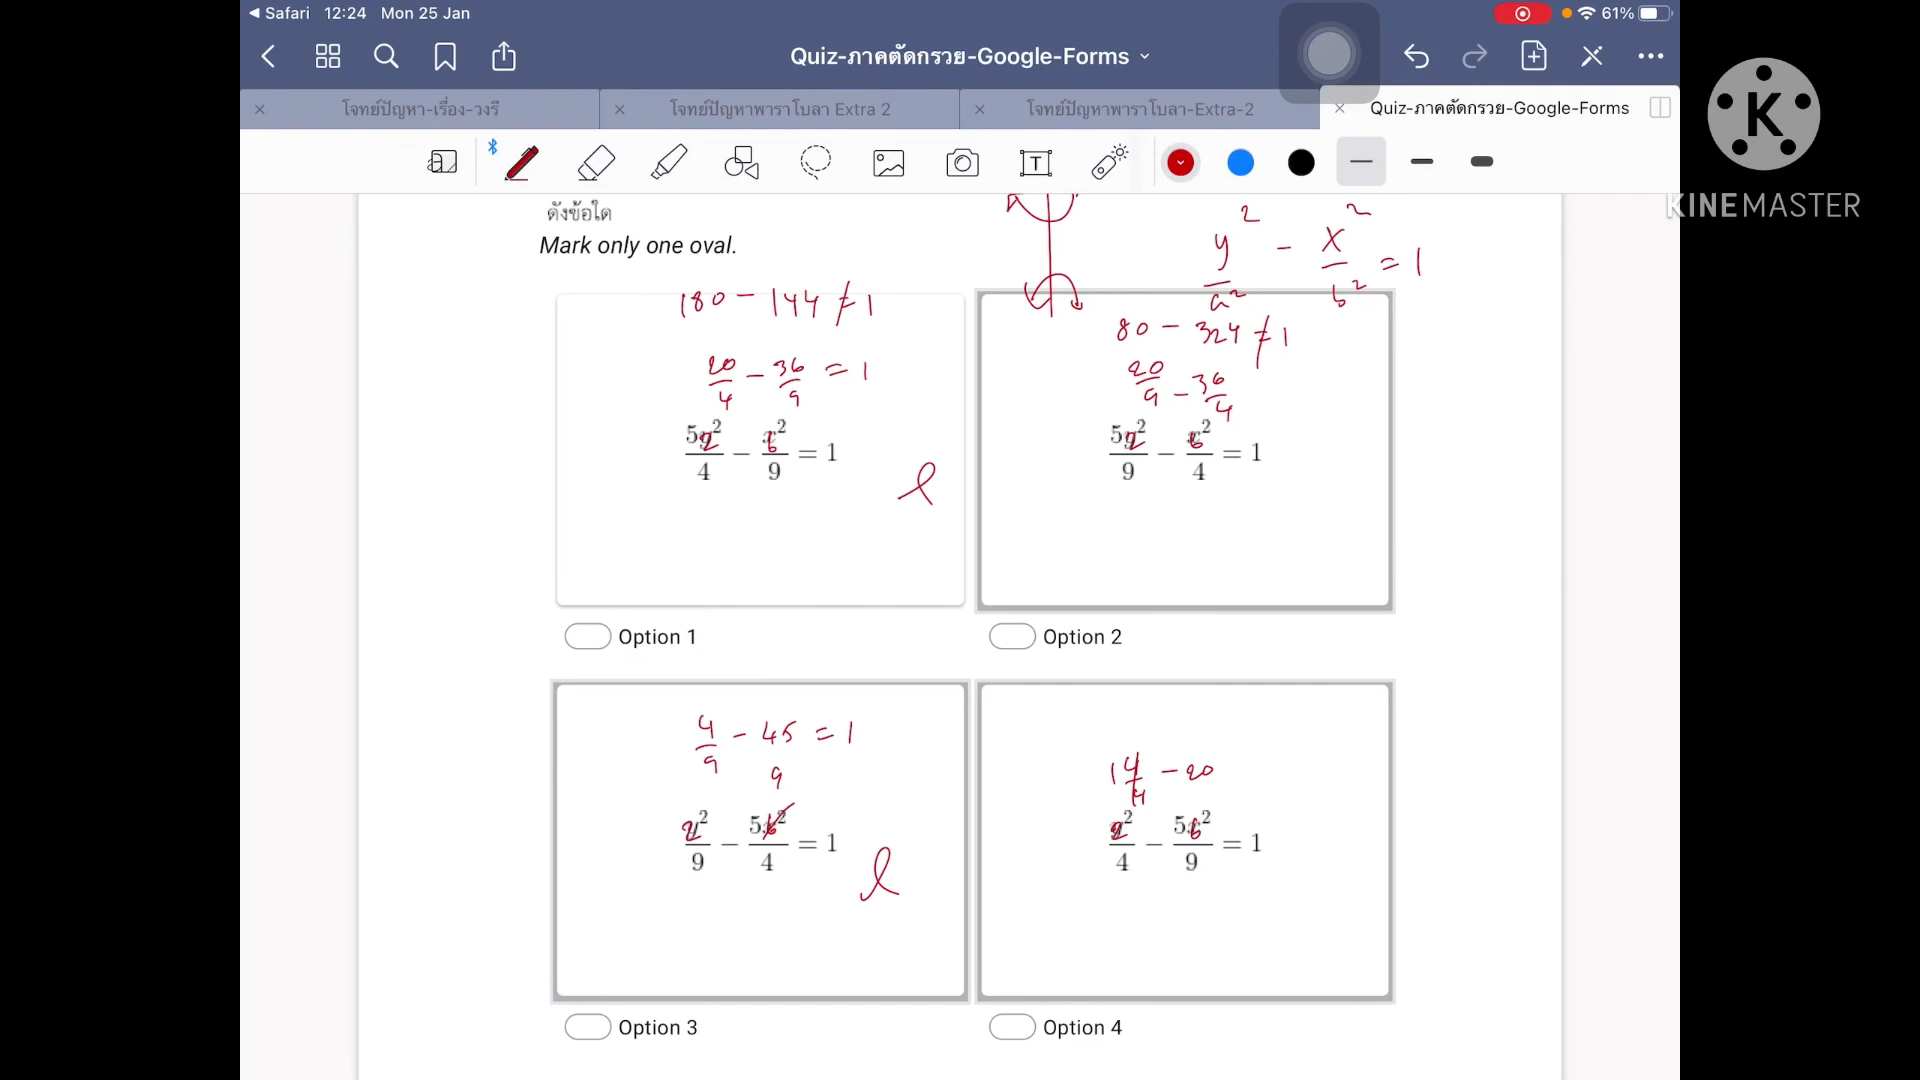 Safari 12:24 Mon 25 Jan 61%
Quiz-ภาคตัดกรวย-Google-Forms
โจทย์ปัญหา-เรื่อง-วงรี
โจทย์ปัญหาพาราโบลา Extra 2
โจทย์ปัญหาพาราโบลา-Extra-2
Quiz-ภาคตัดกรวย-Google-Forms
K
KINEMASTER
ดังข้อใด
Mark only one oval.
y²/a² - x²/b² = 1
180 - 144 ≠ 1
20/4 - 36/9 = 1
5y²/4 - x²/9 = 1
Option 1
80 - 324 ≠ 1
20/9 - 36/4
5y²/9 - x²/4 = 1
Option 2
4/9 - 45 = 1
9
y²/9 - 5x²/4 = 1
Option 3
- 20
y²/4 - 5x²/9 = 1
Option 4